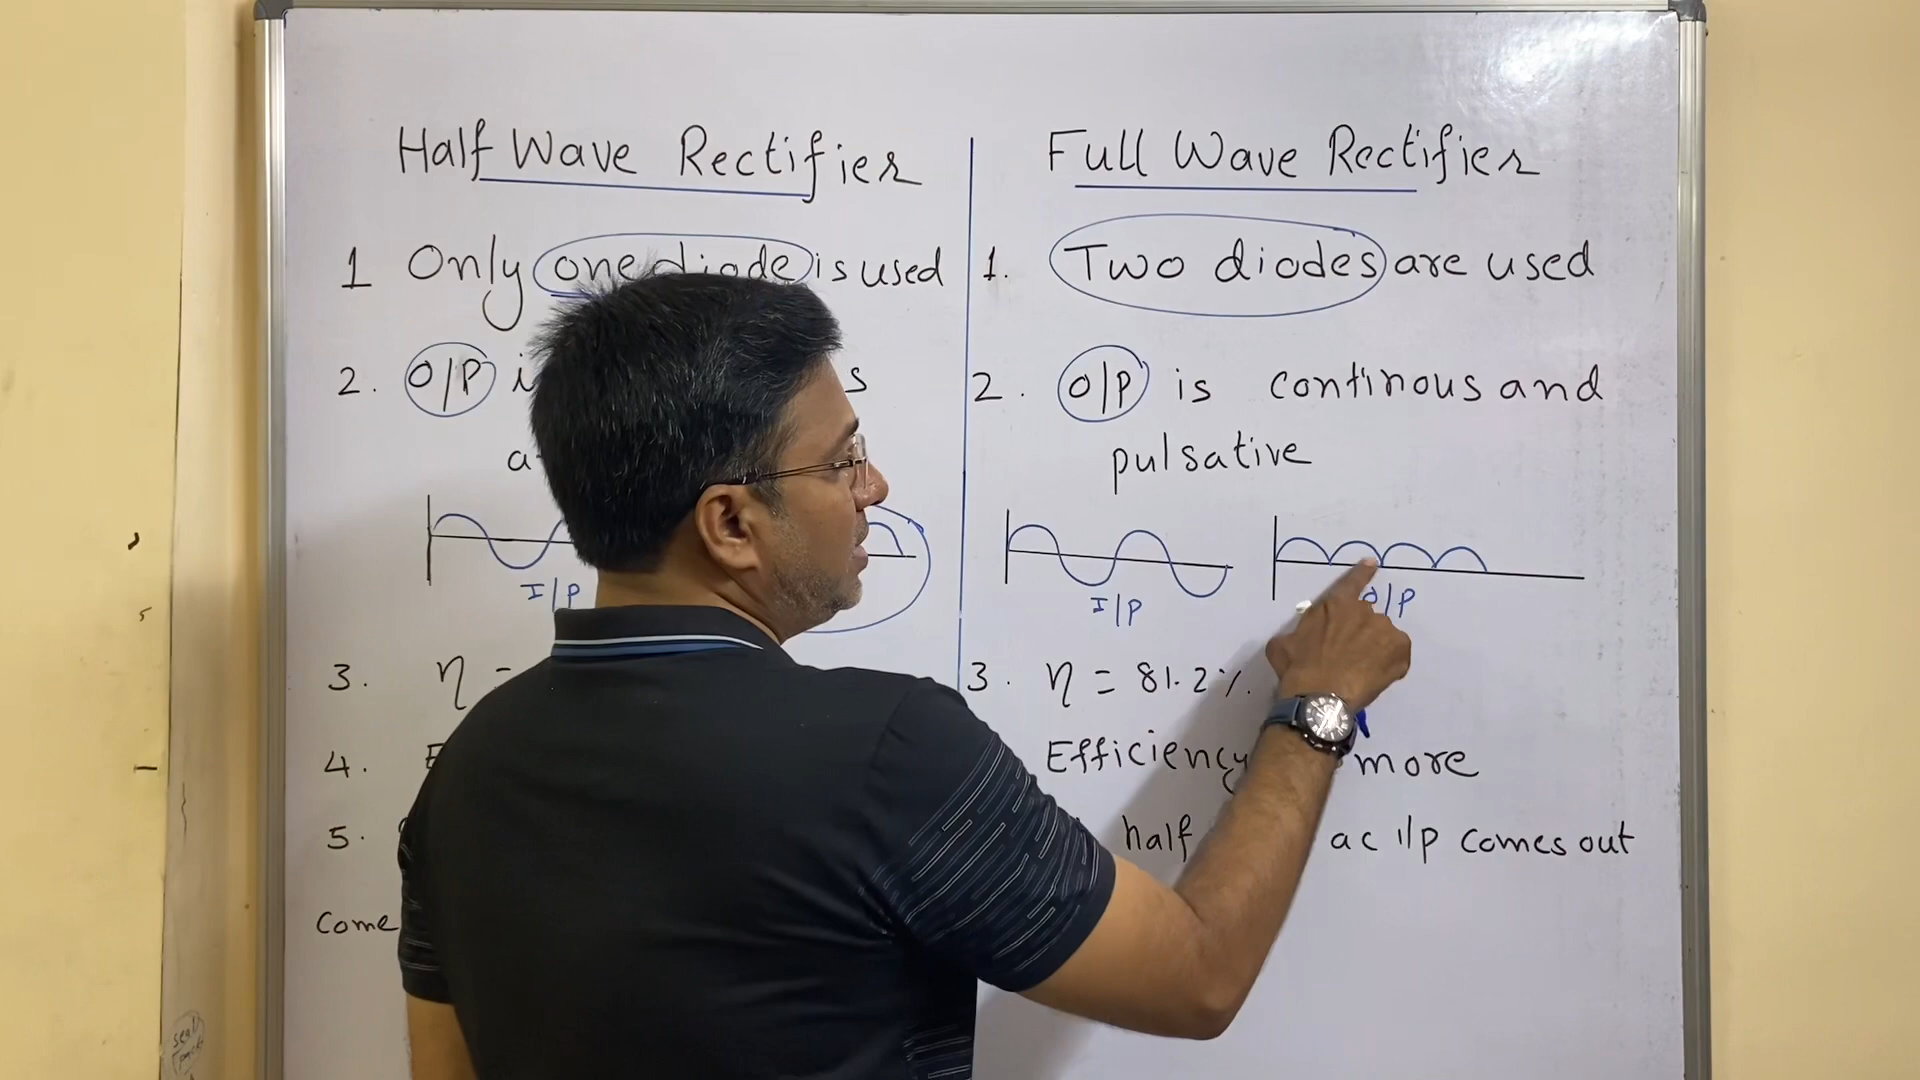 Half Wave Rectifier
1 Only one diode is used
2. O/P
I/P
3. η =
4.
5.
Come
Full Wave Rectifier
1. Two diodes are used
2. O/P is continous and
pulsative
I/P O/P
3. η = 81.2%.
Efficiency more
half ac i/p comes out